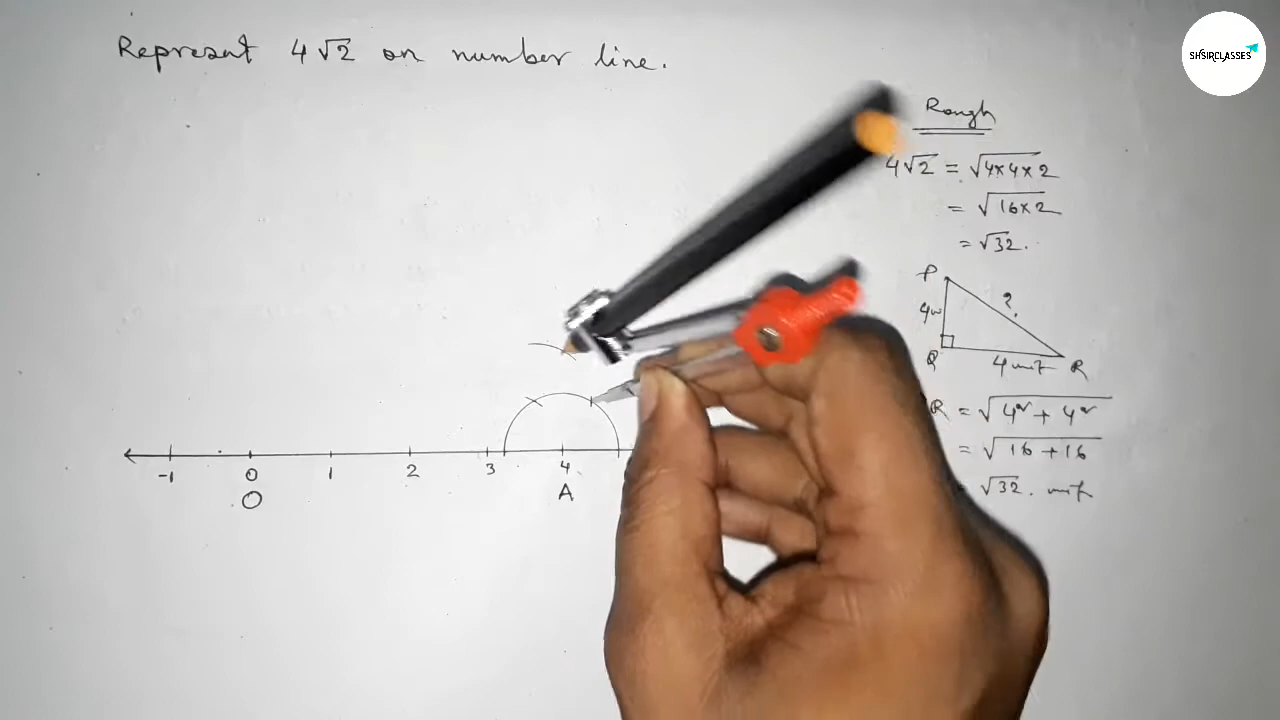 Represent 4√2 on number line.
SHSIRCLASSES
Rough
4√2 = √4×4×2
= √16×2
= √32.
P
?
4u
Q
4 unit
R
R = √4² + 4²
= √16 + 16
√32. unit
-1 0 1 2 3 4
O A